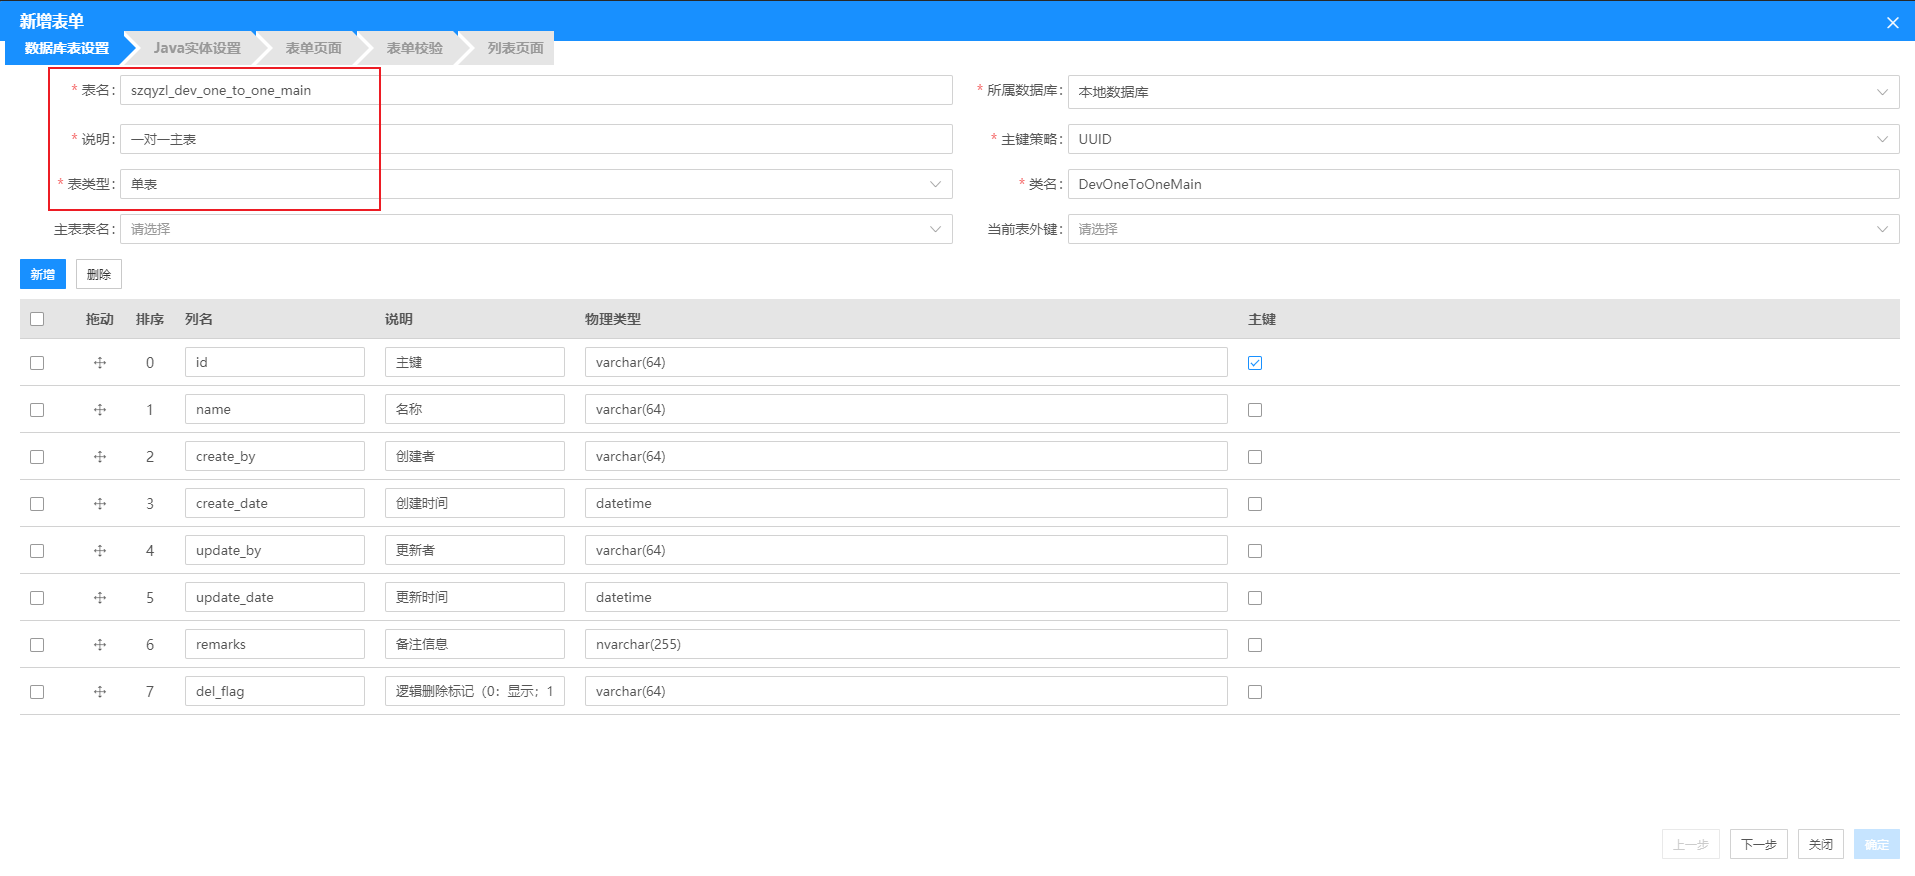 新增表单
数据库表设置 Java实体设置 表单页面 表单校验 列表页面
* 表名: szqyzl_dev_one_to_one_main * 所属数据库: 本地数据库
* 说明: 一对一主表 * 主键策略: UUID
* 表类型: 单表 * 类名: DevOneToOneMain
主表表名: 请选择 当前表外键: 请选择
新增 删除
拖动 排序 列名 说明 物理类型 主键
0 id 主键 varchar(64)
1 name 名称 varchar(64)
2 create_by 创建者 varchar(64)
3 create_date 创建时间 datetime
4 update_by 更新者 varchar(64)
5 update_date 更新时间 datetime
6 remarks 备注信息 nvarchar(255)
7 del_flag 逻辑删除标记（0：显示；1 varchar(64)
上一步 下一步 关闭 确定